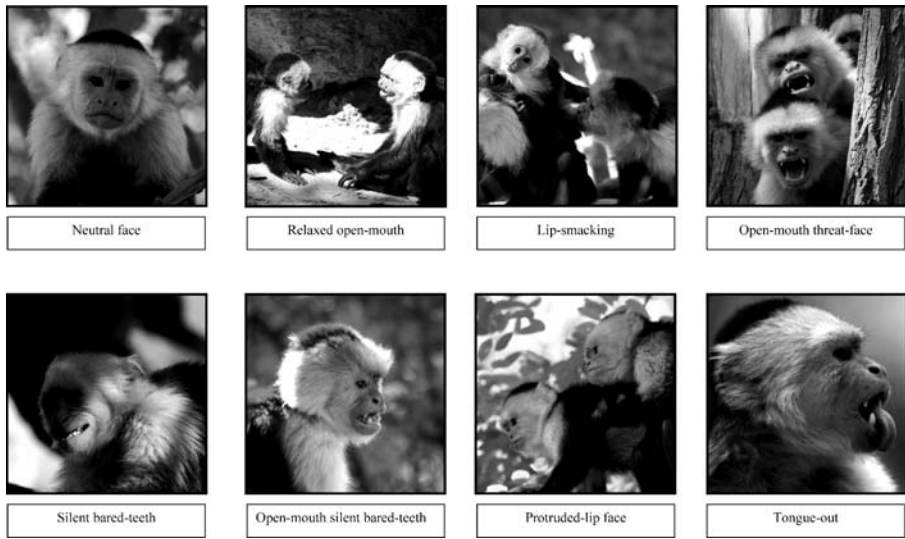 Neutral face
Relaxed open-mouth
Lip-smacking
Open-mouth threat-face
Silent bared-teeth
Open-mouth silent bared-teeth
Protruded-lip face
Tongue-out